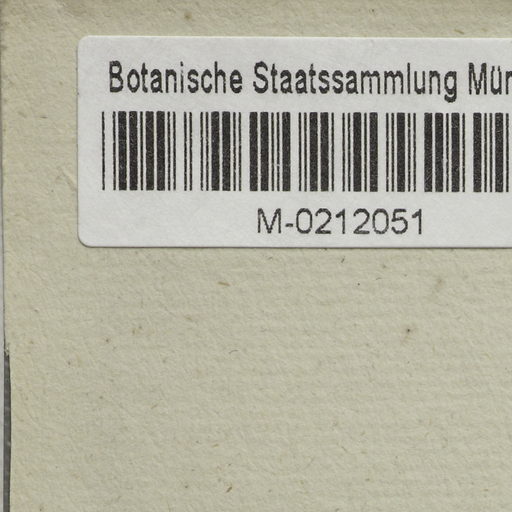 Botanische Staatssammlung Mün
M-0212051